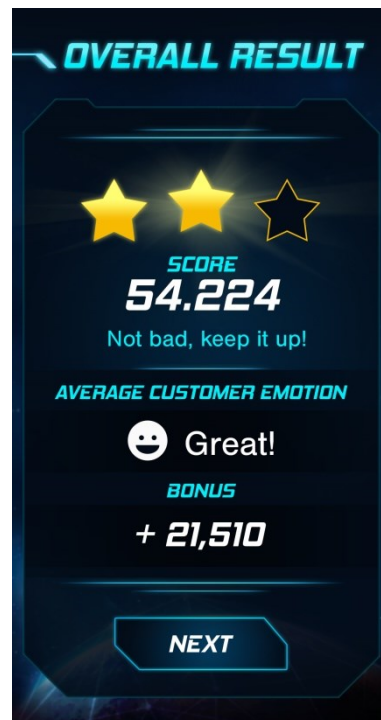 OVERALL RESULT
SCORE
54.224
Not bad, keep it up!
AVERAGE CUSTOMER EMOTION
Great!
BONUS
+ 21,510
NEXT